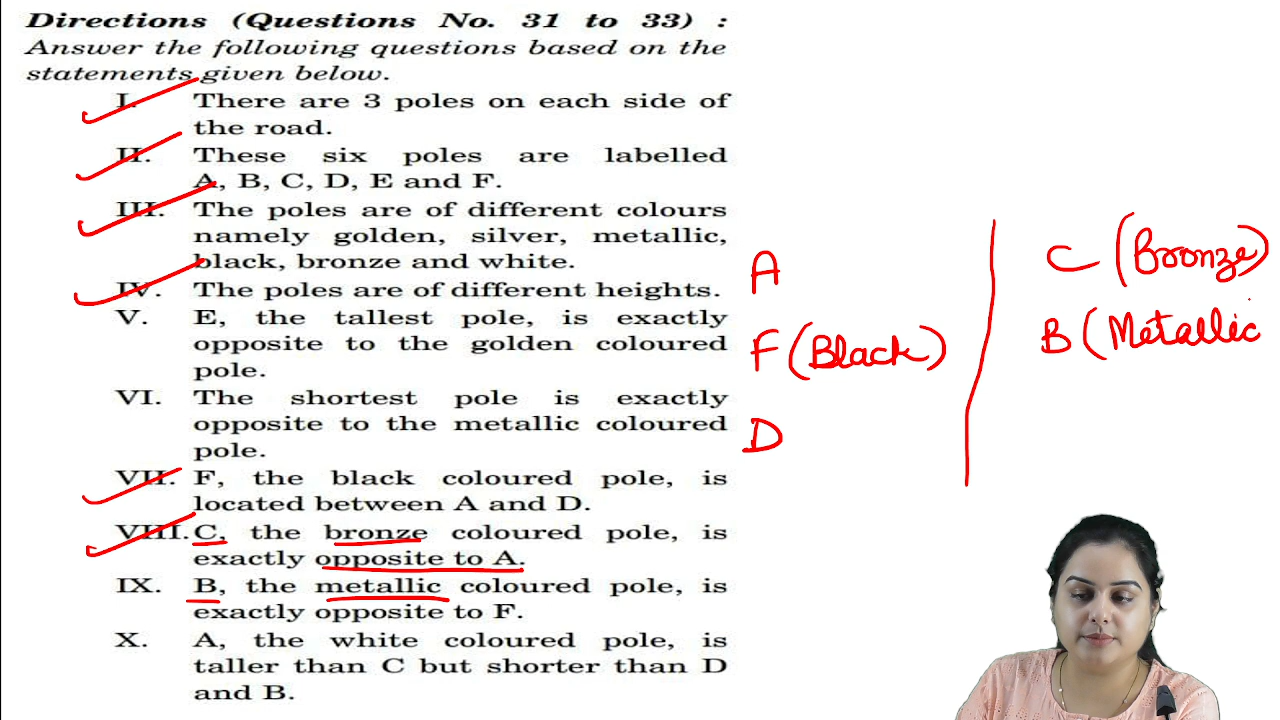 Directions (Questions No. 31 to 33) :
Answer the following questions based on the
statements given below.
I. There are 3 poles on each side of
the road.
II. These six poles are labelled
A, B, C, D, E and F.
III. The poles are of different colours
namely golden, silver, metallic,
black, bronze and white.
IV. The poles are of different heights.
V. E, the tallest pole, is exactly
opposite to the golden coloured
pole.
VI. The shortest pole is exactly
opposite to the metallic coloured
pole.
VII. F, the black coloured pole, is
located between A and D.
VIII. C, the bronze coloured pole, is
exactly opposite to A.
IX. B, the metallic coloured pole, is
exactly opposite to F.
X. A, the white coloured pole, is
taller than C but shorter than D
and B.
A
F (Black)
D
C (Bronze)
B (Metallic